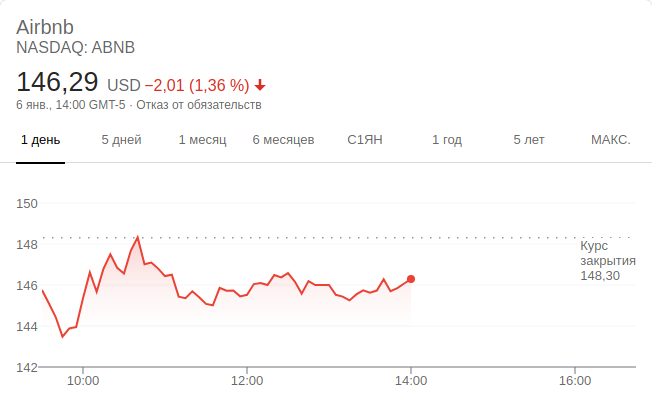 Airbnb
NASDAQ: ABNB
146,29 USD −2,01 (1,36 %)
6 янв., 14:00 GMT-5 · Отказ от обязательств
1 день 5 дней 1 месяц 6 месяцев С1ЯН 1 год 5 лет МАКС.
150
148
Курс
закрытия
148,30
146
144
142
10:00 12:00 14:00 16:00